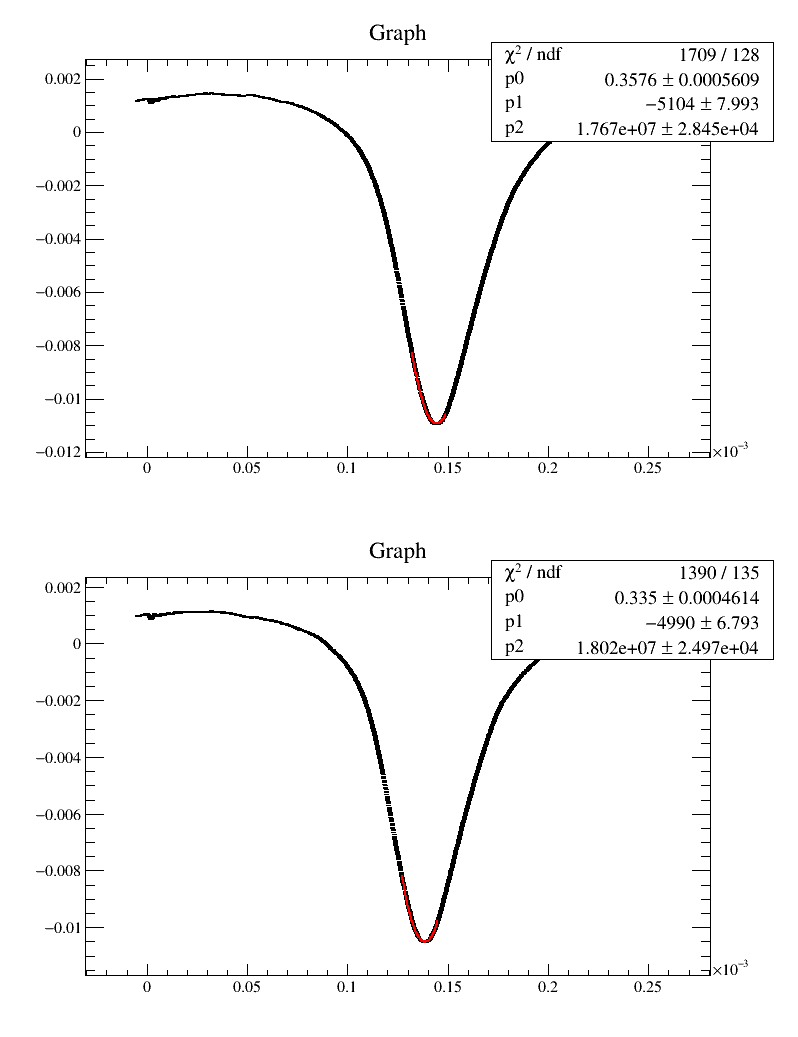 Graph
χ² / ndf 1709 / 128
p0 0.3576 ± 0.0005609
p1 −5104 ± 7.993
p2 1.767e+07 ± 2.845e+04
0.002
0
−0.002
−0.004
−0.006
−0.008
−0.01
−0.012
0 0.05 0.1 0.15 0.2 0.25
×10⁻³
Graph
χ² / ndf 1390 / 135
p0 0.335 ± 0.0004614
p1 −4990 ± 6.793
p2 1.802e+07 ± 2.497e+04
0.002
0
−0.002
−0.004
−0.006
−0.008
−0.01
×10⁻³
0 0.05 0.1 0.15 0.2 0.25